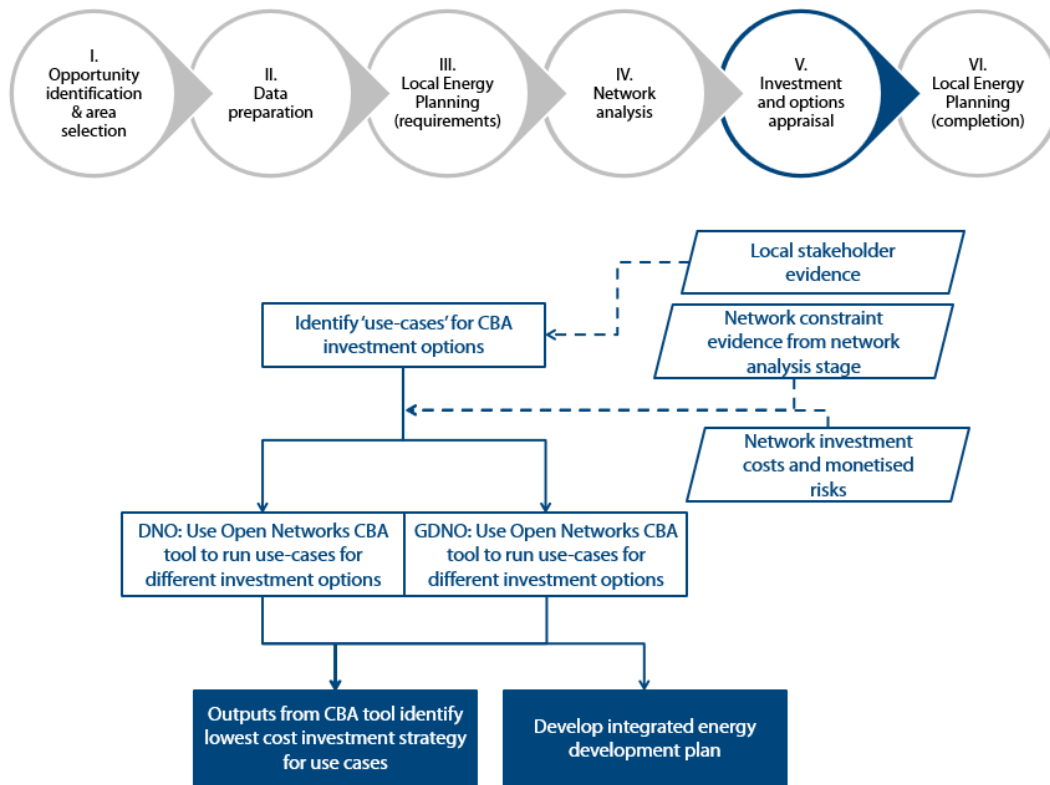 I.
Opportunity
identification
& area
selection
II.
Data
preparation
III.
Local Energy
Planning
(requirements)
IV.
Network
analysis
V.
Investment
and options
appraisal
VI.
Local Energy
Planning
(completion)
Local stakeholder
evidence
Identify ‘use-cases’ for CBA
investment options
Network constraint
evidence from network
analysis stage
Network investment
costs and monetised
risks
DNO: Use Open Networks CBA
tool to run use-cases for
different investment options
GDNO: Use Open Networks CBA
tool to run use-cases for
different investment options
Outputs from CBA tool identify
lowest cost investment strategy
for use cases
Develop integrated energy
development plan